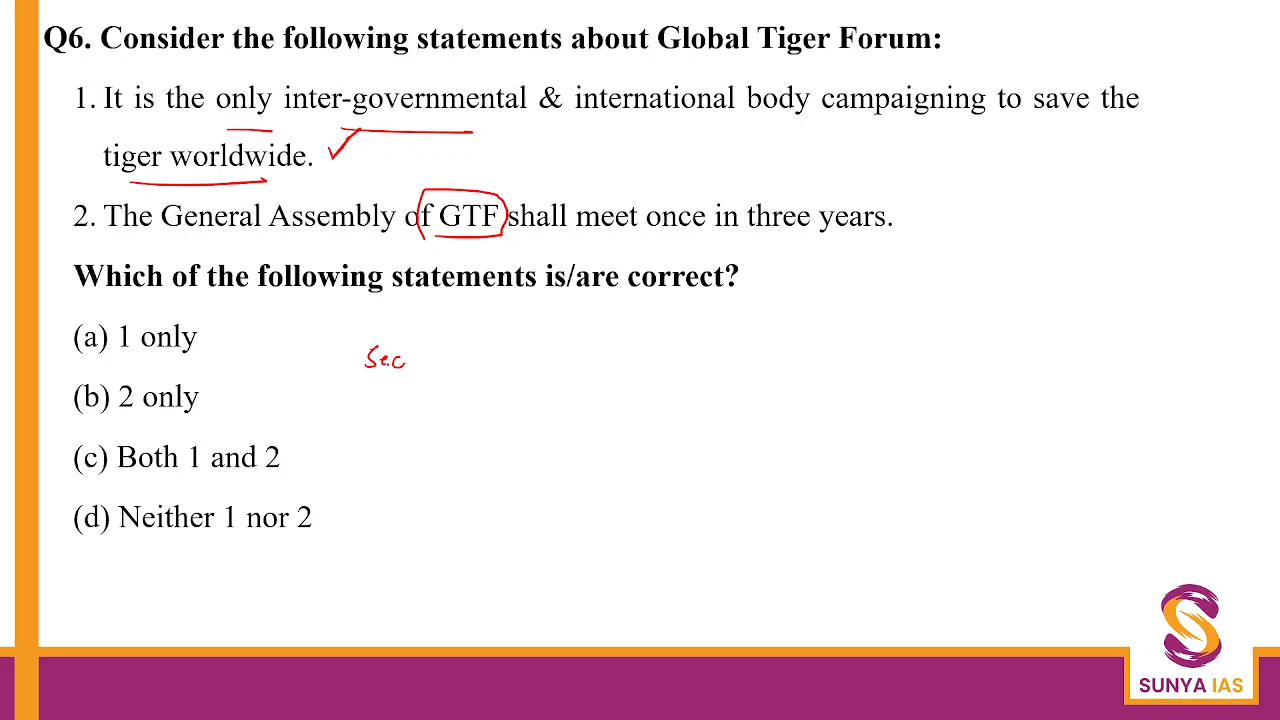 Q6. Consider the following statements about Global Tiger Forum:
1. It is the only inter-governmental & international body campaigning to save the
tiger worldwide.
2. The General Assembly of GTF shall meet once in three years.
Which of the following statements is/are correct?
(a) 1 only
Sec
(b) 2 only
(c) Both 1 and 2
(d) Neither 1 nor 2
SUNYA IAS